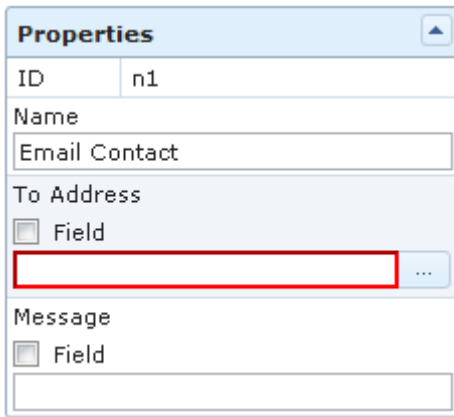 Properties
ID n1
Name
Email Contact
To Address
Field
...
Message
Field